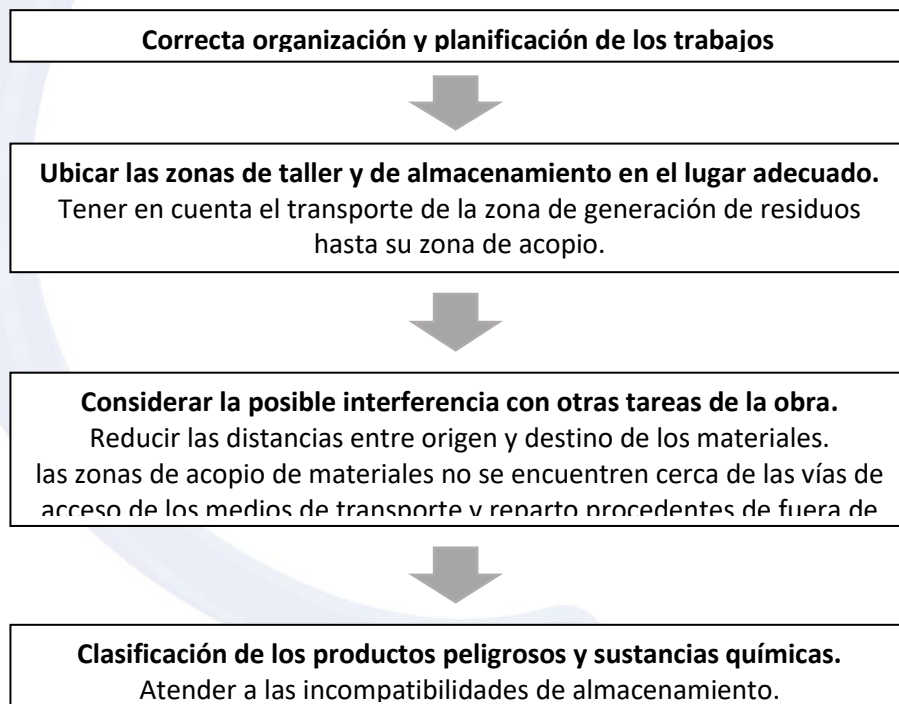 Correcta organización y planificación de los trabajos
Ubicar las zonas de taller y de almacenamiento en el lugar adecuado.
Tener en cuenta el transporte de la zona de generación de residuos
hasta su zona de acopio.
Considerar la posible interferencia con otras tareas de la obra.
Reducir las distancias entre origen y destino de los materiales.
las zonas de acopio de materiales no se encuentren cerca de las vías de
acceso de los medios de transporte y reparto procedentes de fuera de
Clasificación de los productos peligrosos y sustancias químicas.
Atender a las incompatibilidades de almacenamiento.